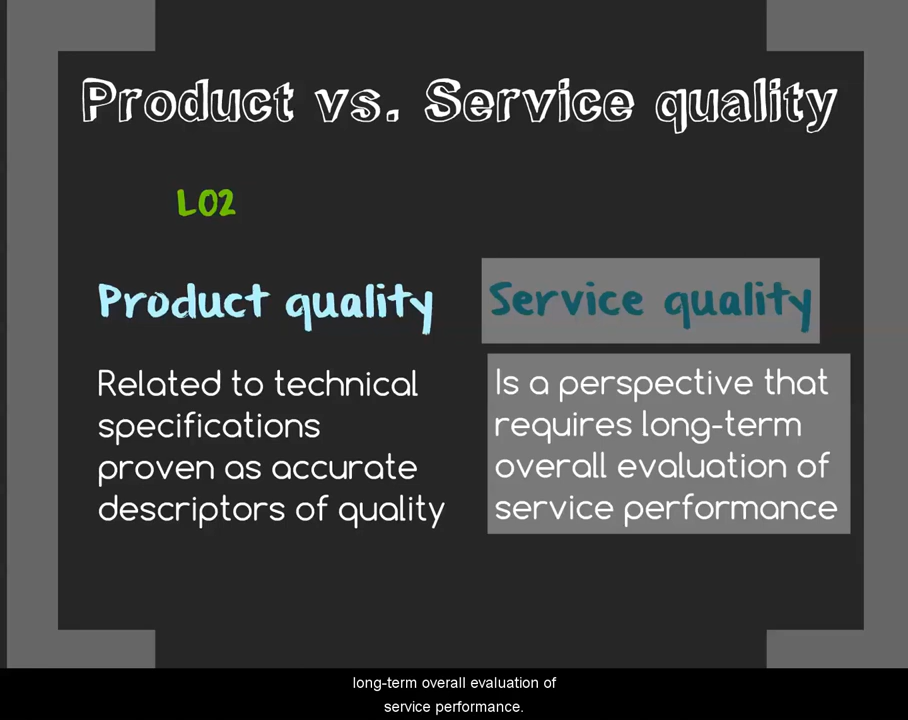 Product vs. Service quality
LO2
Product quality
Related to technical
specifications
proven as accurate
descriptors of quality
Service quality
Is a perspective that
requires long-term
overall evaluation of
service performance
long-term overall evaluation of
service performance.